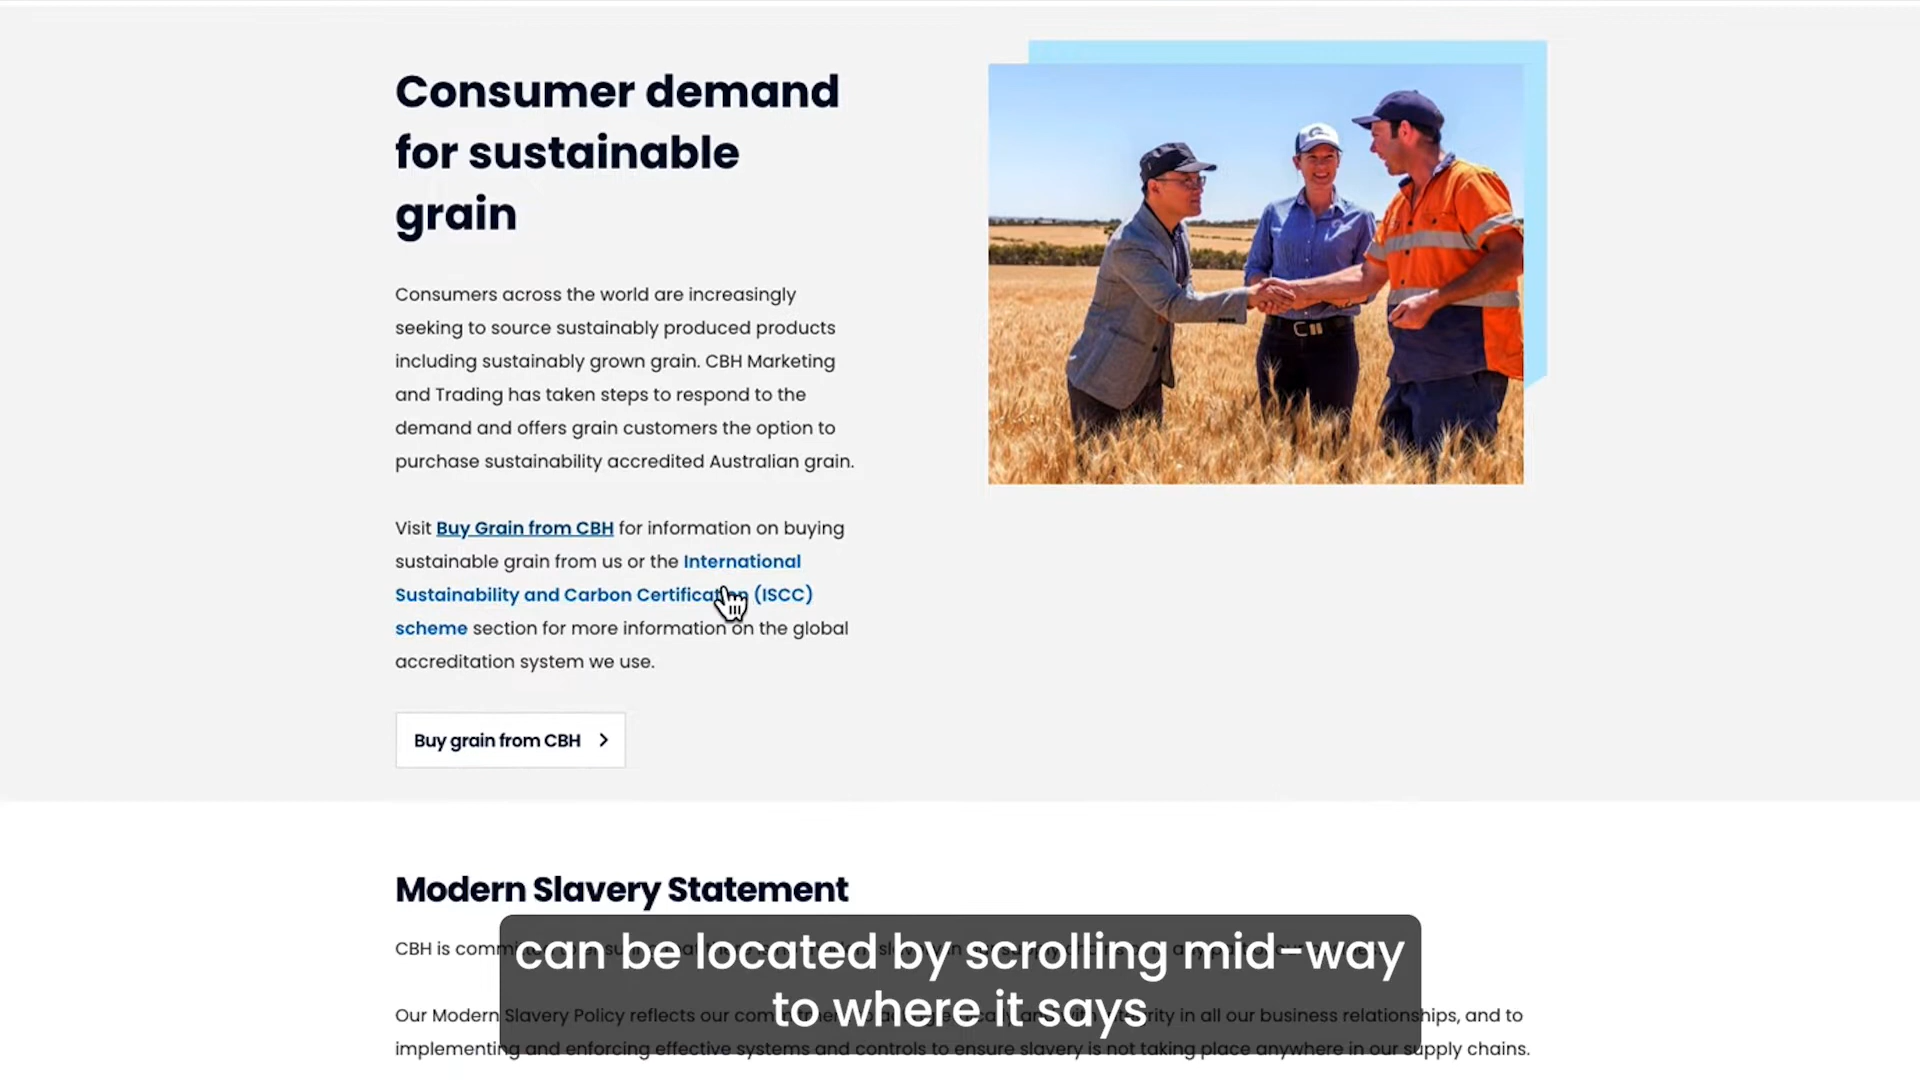 Consumer demand
for sustainable
grain
Consumers across the world are increasingly
seeking to source sustainably produced products
including sustainably grown grain. CBH Marketing
and Trading has taken steps to respond to the
demand and offers grain customers the option to
purchase sustainability accredited Australian grain.
Visit Buy Grain from CBH for information on buying
sustainable grain from us or the International
Sustainability and Carbon Certification (ISCC)
scheme section for more information on the global
accreditation system we use.
Buy grain from CBH
Modern Slavery Statement
CBH is
can be located by scrolling mid-way
to where it says
Our Modern Slavery Policy reflects our in all our business relationships, and to
implementing and enforcing effective systems and controls to ensure slavery is not taking place anywhere in our supply chains.